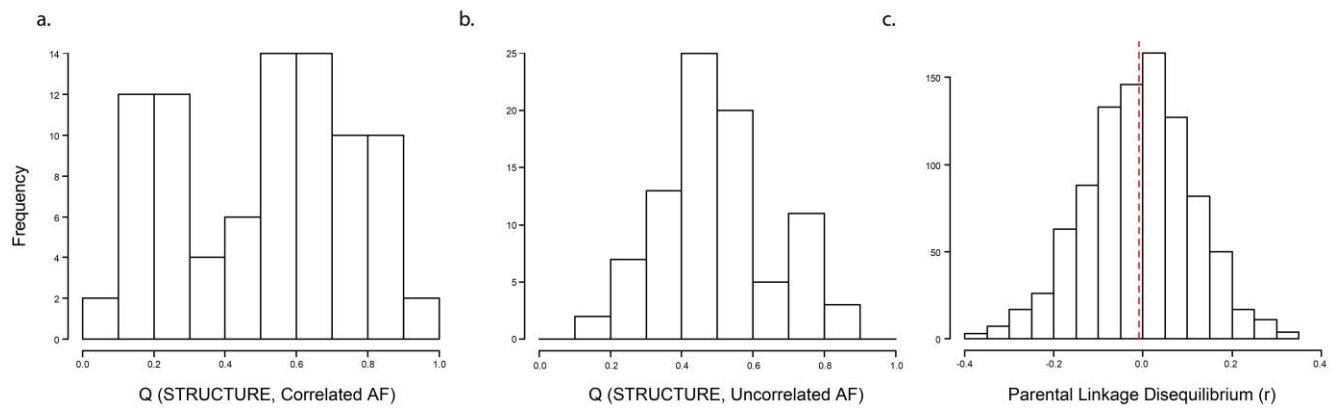 a.
b.
c.
14
12
10
8
6
4
2
0
Frequency
0.0 0.2 0.4 0.6 0.8 1.0
Q (STRUCTURE, Correlated AF)
25
20
15
10
5
0
0.0 0.2 0.4 0.6 0.8 1.0
Q (STRUCTURE, Uncorrelated AF)
150
100
50
0
-0.4 -0.2 0.0 0.2 0.4
Parental Linkage Disequilibrium (r)